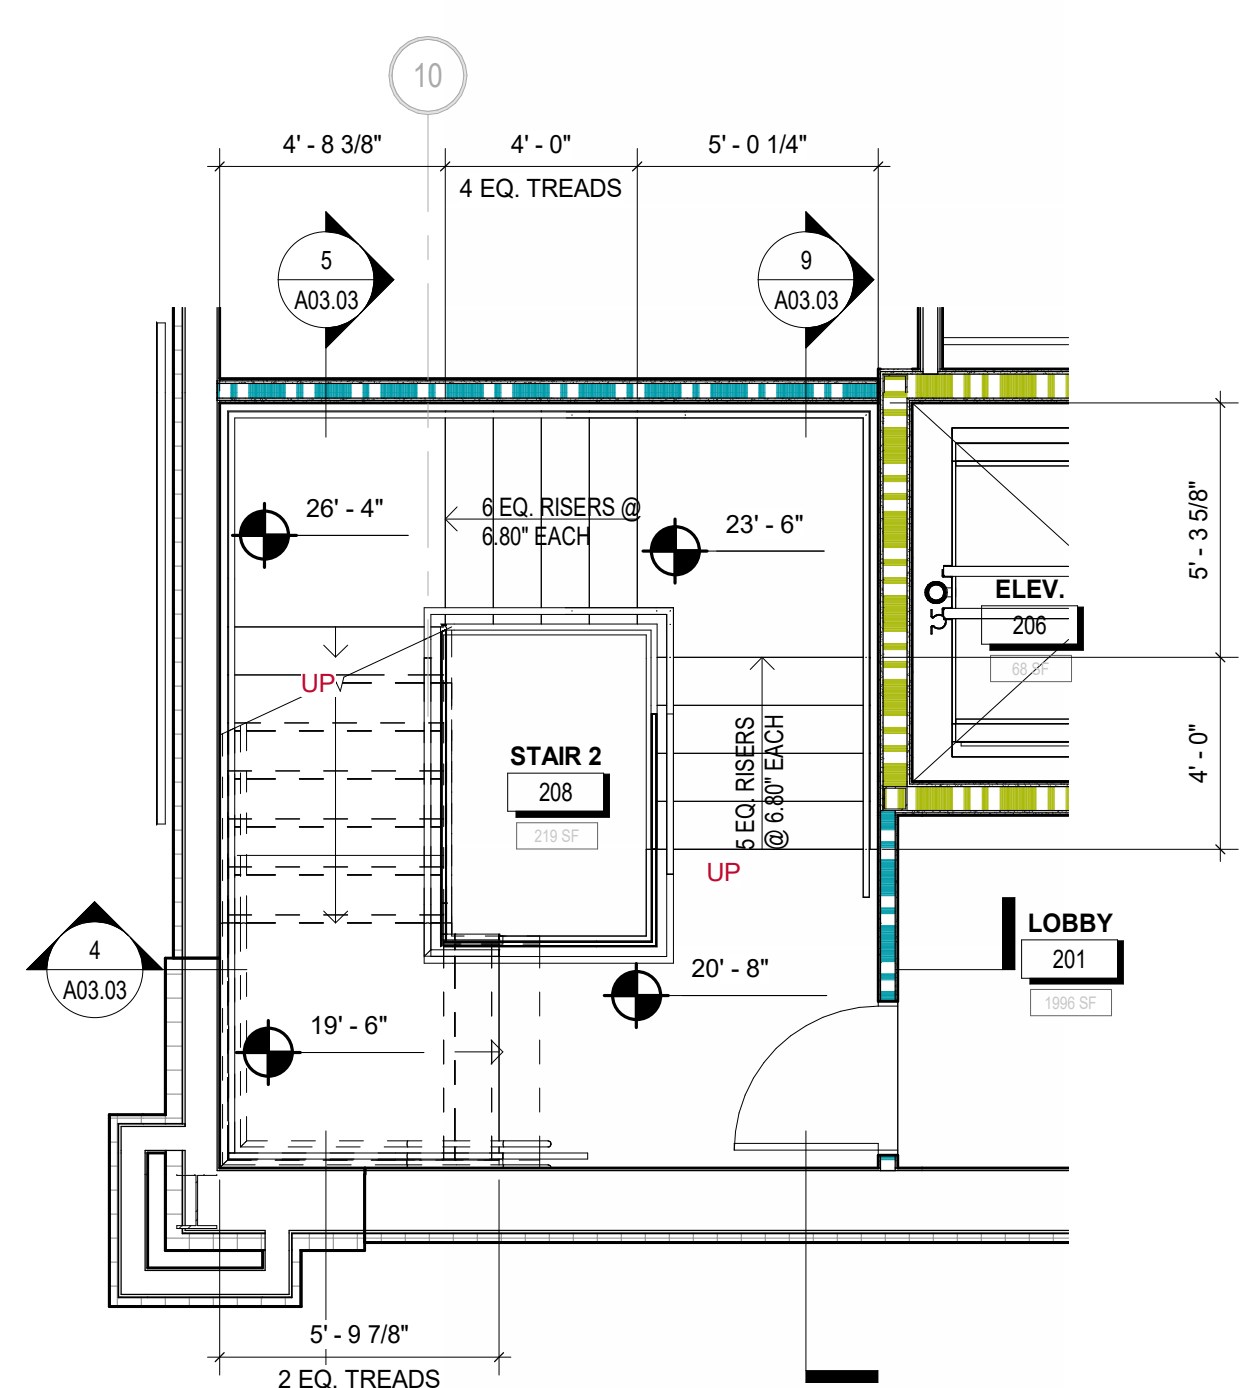 10
4' - 8 3/8"
4' - 0"
5' - 0 1/4"
4 EQ. TREADS
5
A03.03
9
A03.03
26' - 4"
6 EQ. RISERS @
6.80" EACH
23' - 6"
5' - 3 5/8"
ELEV.
206
68 SF
UP
STAIR 2
208
219 SF
5 EQ. RISERS
@ 6.80" EACH
4' - 0"
UP
4
A03.03
LOBBY
201
1996 SF
20' - 8"
19' - 6"
5' - 9 7/8"
2 EQ. TREADS